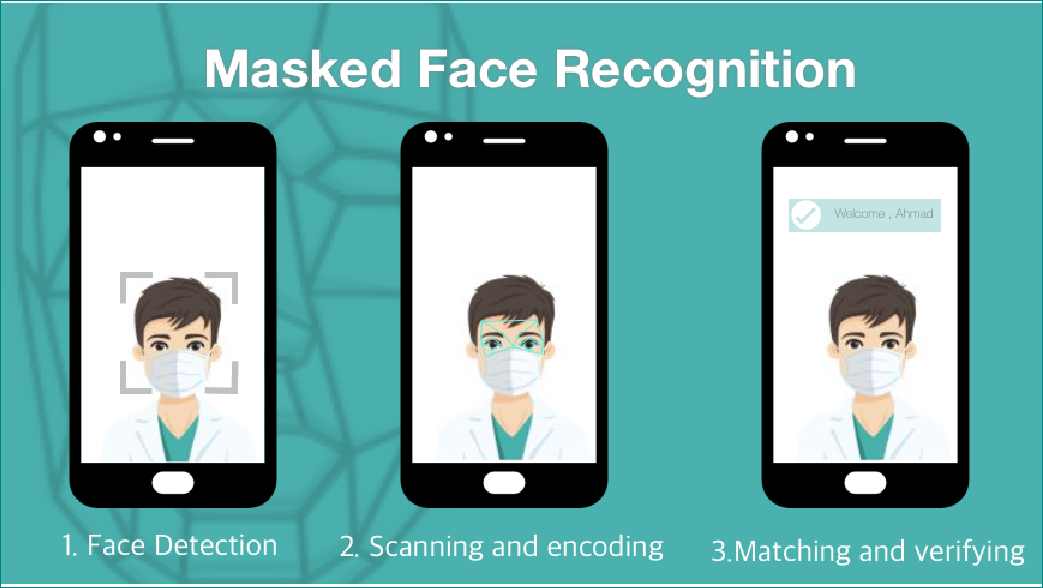 Masked Face Recognition
Welcome , Ahmad
1. Face Detection
2. Scanning and encoding
3.Matching and verifying